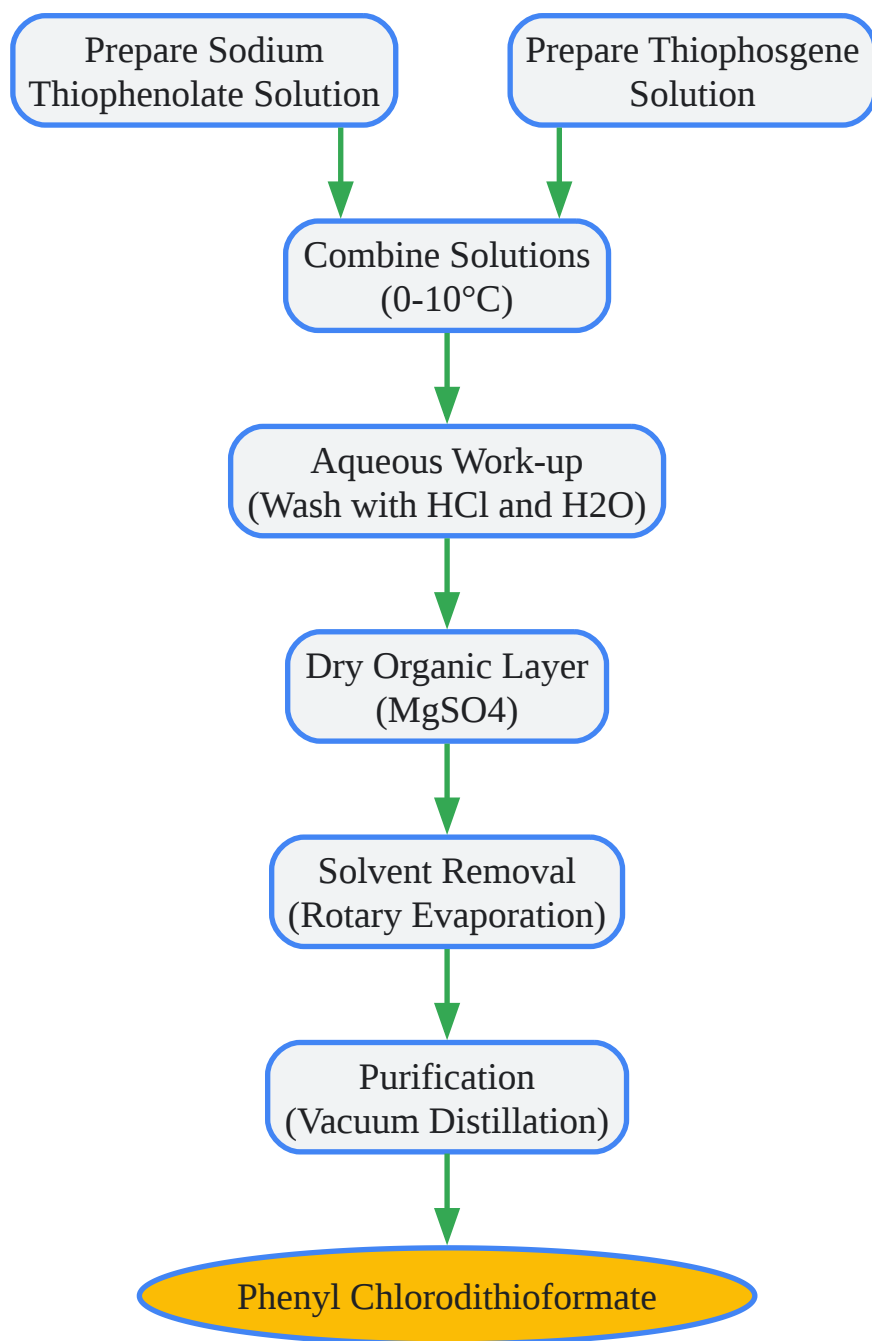 Prepare Sodium
Thiophenolate Solution
Prepare Thiophosgene
Solution
Combine Solutions
(0-10°C)
Aqueous Work-up
(Wash with HCl and H2O)
Dry Organic Layer
(MgSO4)
Solvent Removal
(Rotary Evaporation)
Purification
(Vacuum Distillation)
Phenyl Chlorodithioformate